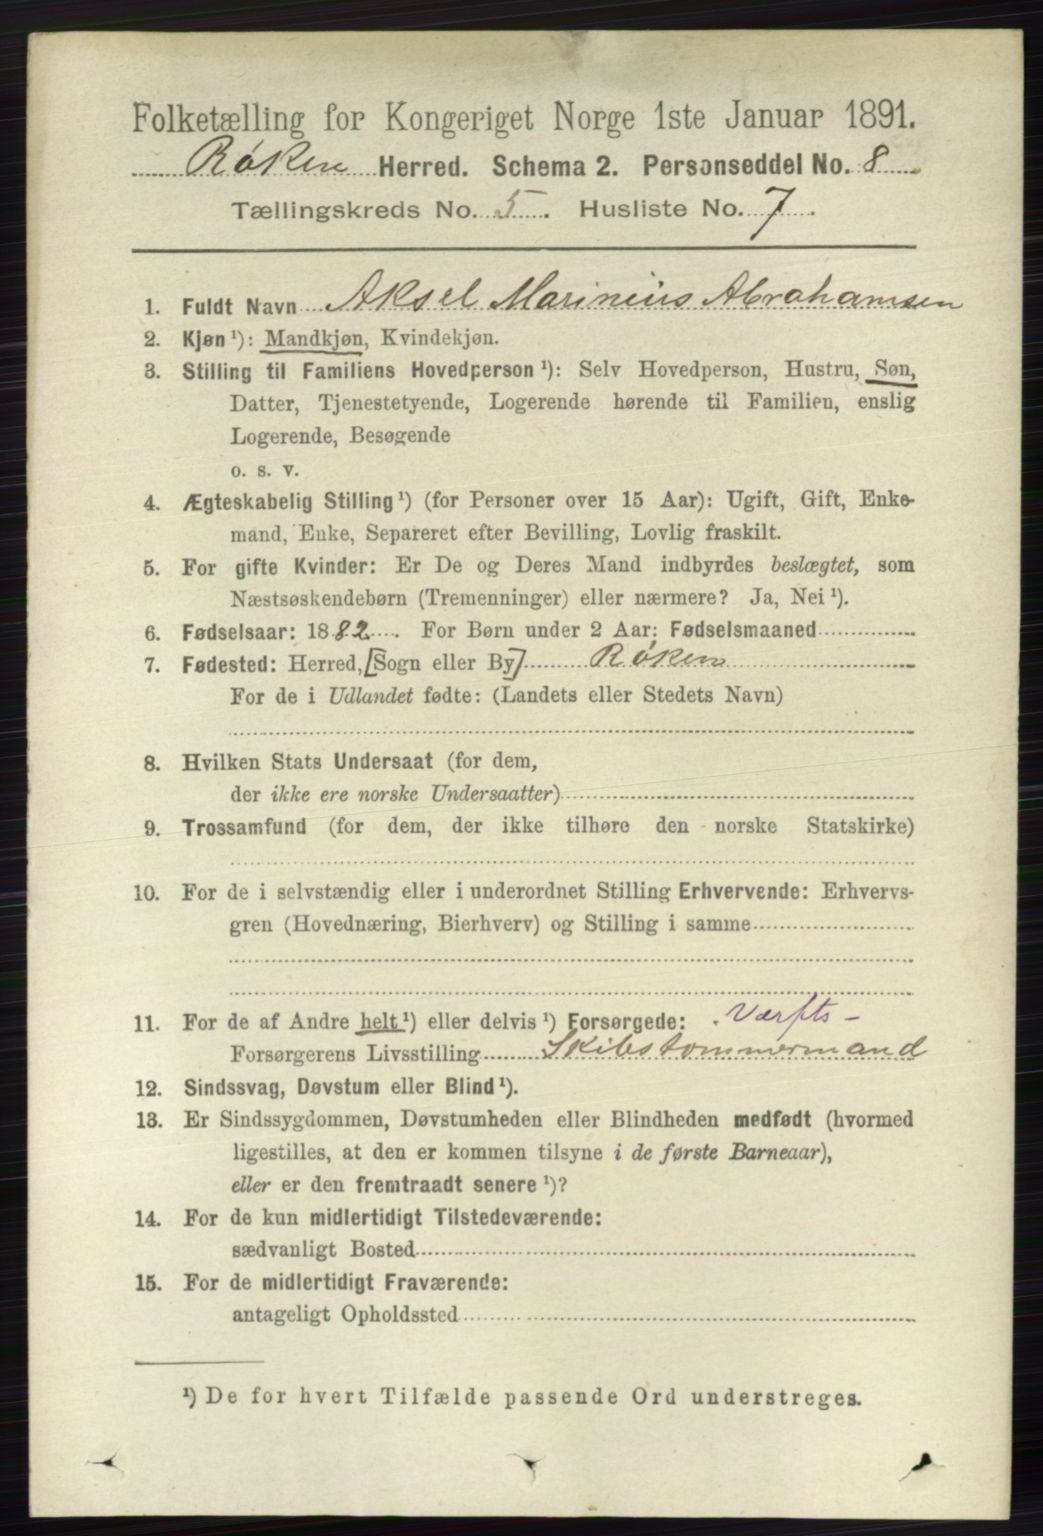 Folketælling for Kongeriget Norge 1ste Januar 1891.
Røken Herred. Schema 2. Personseddel No. 8
Tællingskreds No. 5. Husliste No. 7.
1. Fuldt Navn Aksel Marinius Abrahamsen
2. Kjøn ¹): Mandkjøn, Kvindekjøn.
3. Stilling til Familiens Hovedperson ¹): Selv Hovedperson, Hustru, Søn,
Datter, Tjenestetyende, Logerende hørende til Familien, enslig
Logerende, Besøgende
o. s. v.
4. Ægteskabelig Stilling ¹) (for Personer over 15 Aar): Ugift, Gift, Enke-
mand, Enke, Separeret efter Bevilling, Lovlig fraskilt.
5. For gifte Kvinder: Er De og Deres Mand indbyrdes beslægtet, som
Næstsøskendebørn (Tremenninger) eller nærmere? Ja, Nei ¹).
6. Fødselsaar: 1882. For Børn under 2 Aar: Fødselsmaaned
7. Fødested: Herred, [Sogn eller By] Røken
For de i Udlandet fødte: (Landets eller Stedets Navn)
8. Hvilken Stats Undersaat (for dem,
der ikke ere norske Undersaatter)
9. Trossamfund (for dem, der ikke tilhøre den norske Statskirke)
10. For de i selvstændig eller i underordnet Stilling Erhvervende: Erhvervs-
gren (Hovednæring, Bierhverv) og Stilling i samme
11. For de af Andre helt ¹) eller delvis ¹) Forsørgede: Værfts-
Forsørgerens Livsstilling Skibstømmermand
12. Sindssvag, Døvstum eller Blind ¹).
13. Er Sindssygdommen, Døvstumheden eller Blindheden medfødt (hvormed
ligestilles, at den er kommen tilsyne i de første Barneaar),
eller er den fremtraadt senere ¹)?
14. For de kun midlertidigt Tilstedeværende:
sædvanligt Bosted
15. For de midlertidigt Fraværende:
antageligt Opholdssted
¹) De for hvert Tilfælde passende Ord understreges.